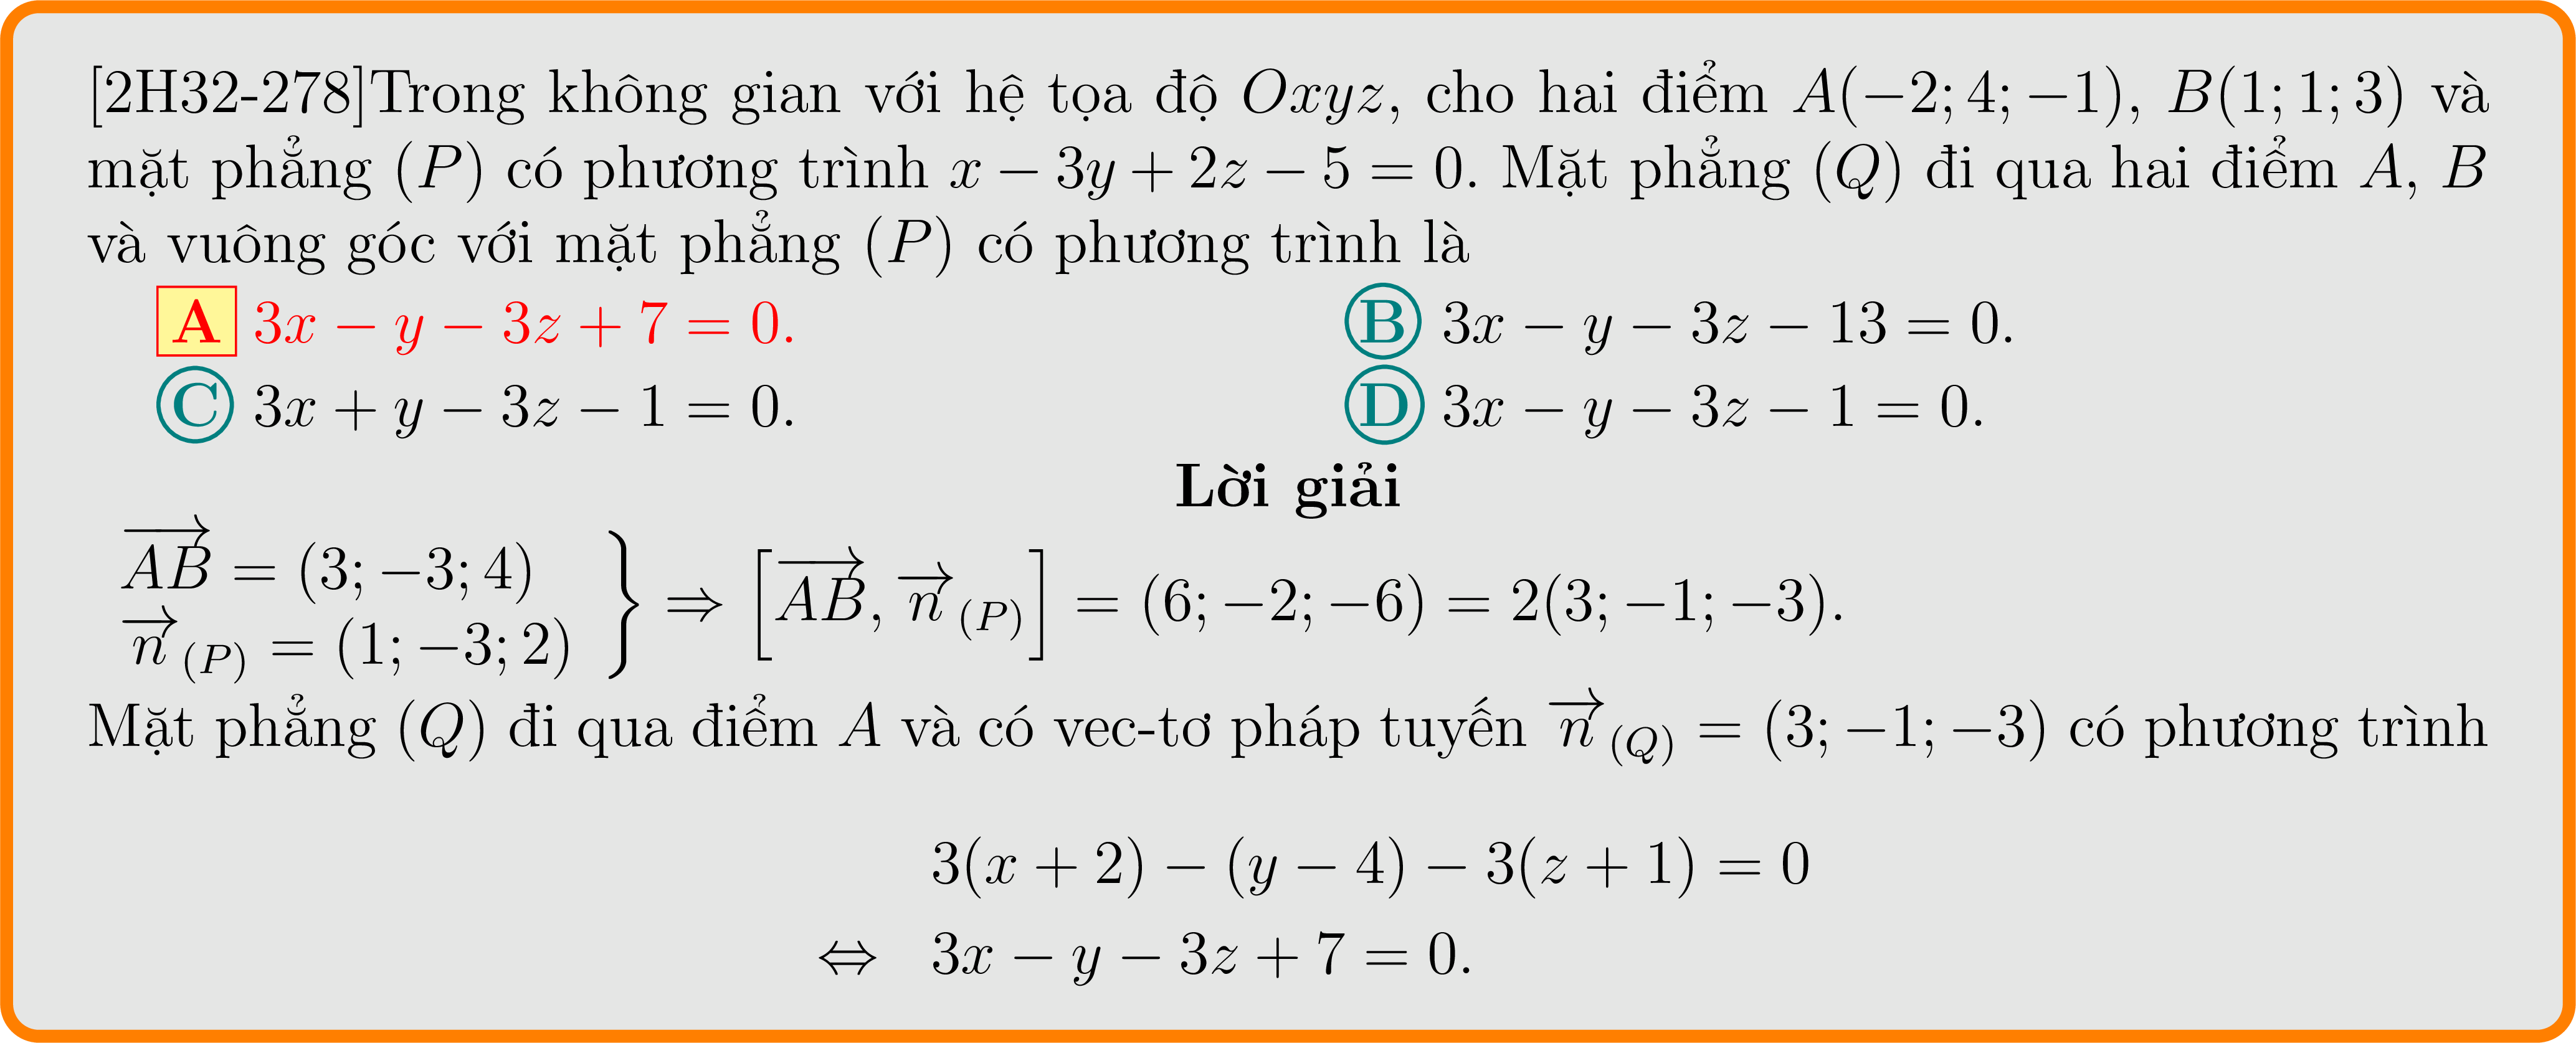 [2H32-278]Trong không gian với hệ tọa độ Oxyz, cho hai điểm A(−2; 4; −1), B(1; 1; 3) và
mặt phẳng (P) có phương trình x − 3y + 2z − 5 = 0. Mặt phẳng (Q) đi qua hai điểm A, B
và vuông góc với mặt phẳng (P) có phương trình là
A 3x − y − 3z + 7 = 0. B 3x − y − 3z − 13 = 0.
C 3x + y − 3z − 1 = 0. D 3x − y − 3z − 1 = 0.
Lời giải
$\left.\begin{array}{l}\overrightarrow{AB} = (3; -3; 4)\\ \overrightarrow{n}_{(P)} = (1; -3; 2)\end{array}\right\} \Rightarrow \left[\overrightarrow{AB}, \overrightarrow{n}_{(P)}\right] = (6; -2; -6) = 2(3; -1; -3).$
Mặt phẳng (Q) đi qua điểm A và có vec-tơ pháp tuyến $\overrightarrow{n}_{(Q)} = (3; -1; -3)$ có phương trình
3(x + 2) − (y − 4) − 3(z + 1) = 0
⇔ 3x − y − 3z + 7 = 0.